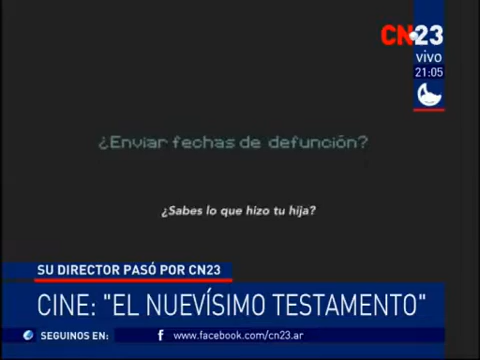 CN23
vivo
21:05
¿Enviar fechas de defunción?
¿Sabes lo que hizo tu hija?
SU DIRECTOR PASÓ POR CN23
CINE: "EL NUEVÍSIMO TESTAMENTO"
SEGUINOS EN: f www.facebook.com/cn23.ar